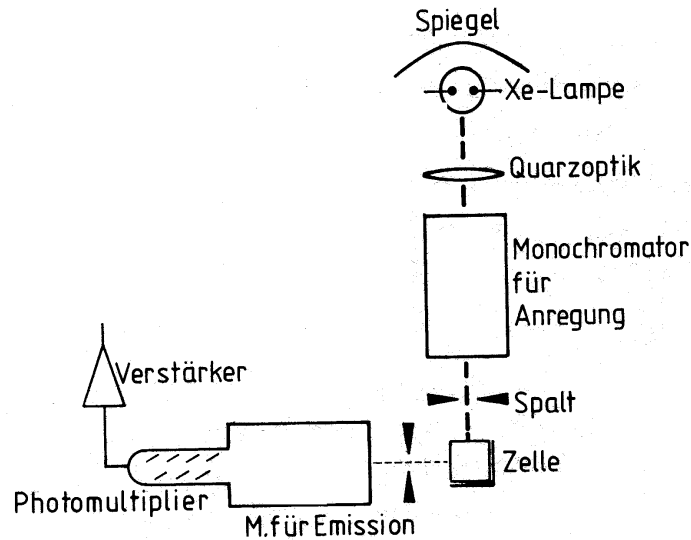 Spiegel
Xe-Lampe
Quarzoptik
Monochromator
für
Anregung
Spalt
Zelle
Verstärker
Photomultiplier
M.für Emission